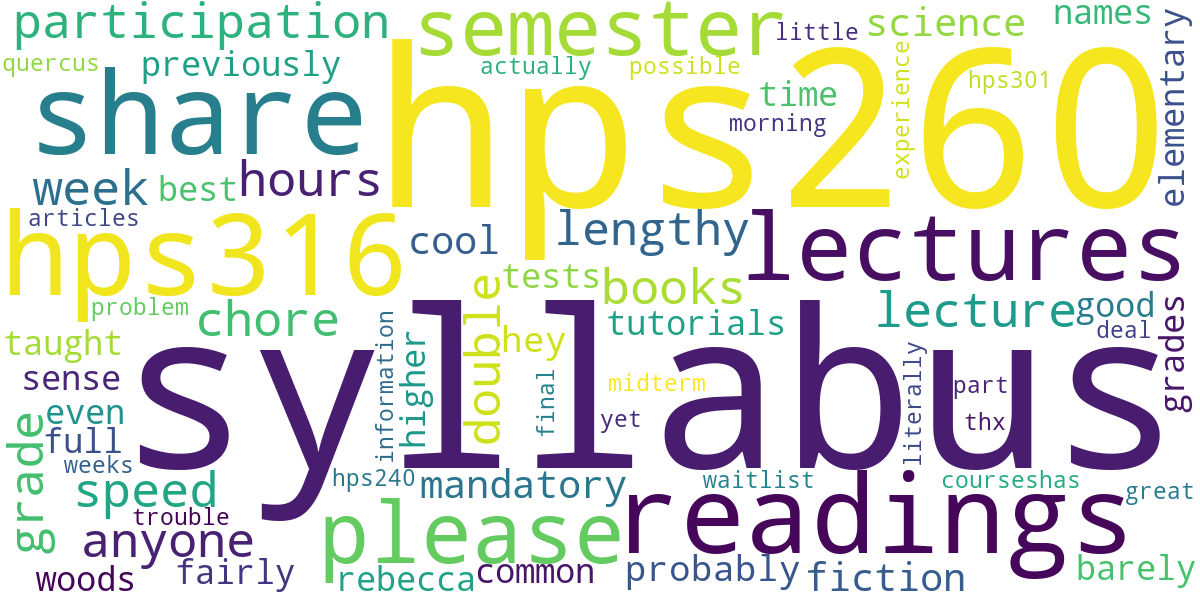 participation
semester
little
science
names
quercus
previously
actually
possible
experience
hps301
elementary
share
hps260
time
morning
week
best
hours
articles
hps316
cool
lengthy
lectures
problem
chore
double
tests
books
tutorials
lecture
good
deal
grades
taught
sense
information
higher
hey
syllabus
midterm
final
yet
literally
part
thx
even
full
weeks
grade
speed
hps240
mandatory
waitlist
courseshas
great
trouble
anyone
please
readings
woods
fairly
rebecca
common
probably
fiction
barely